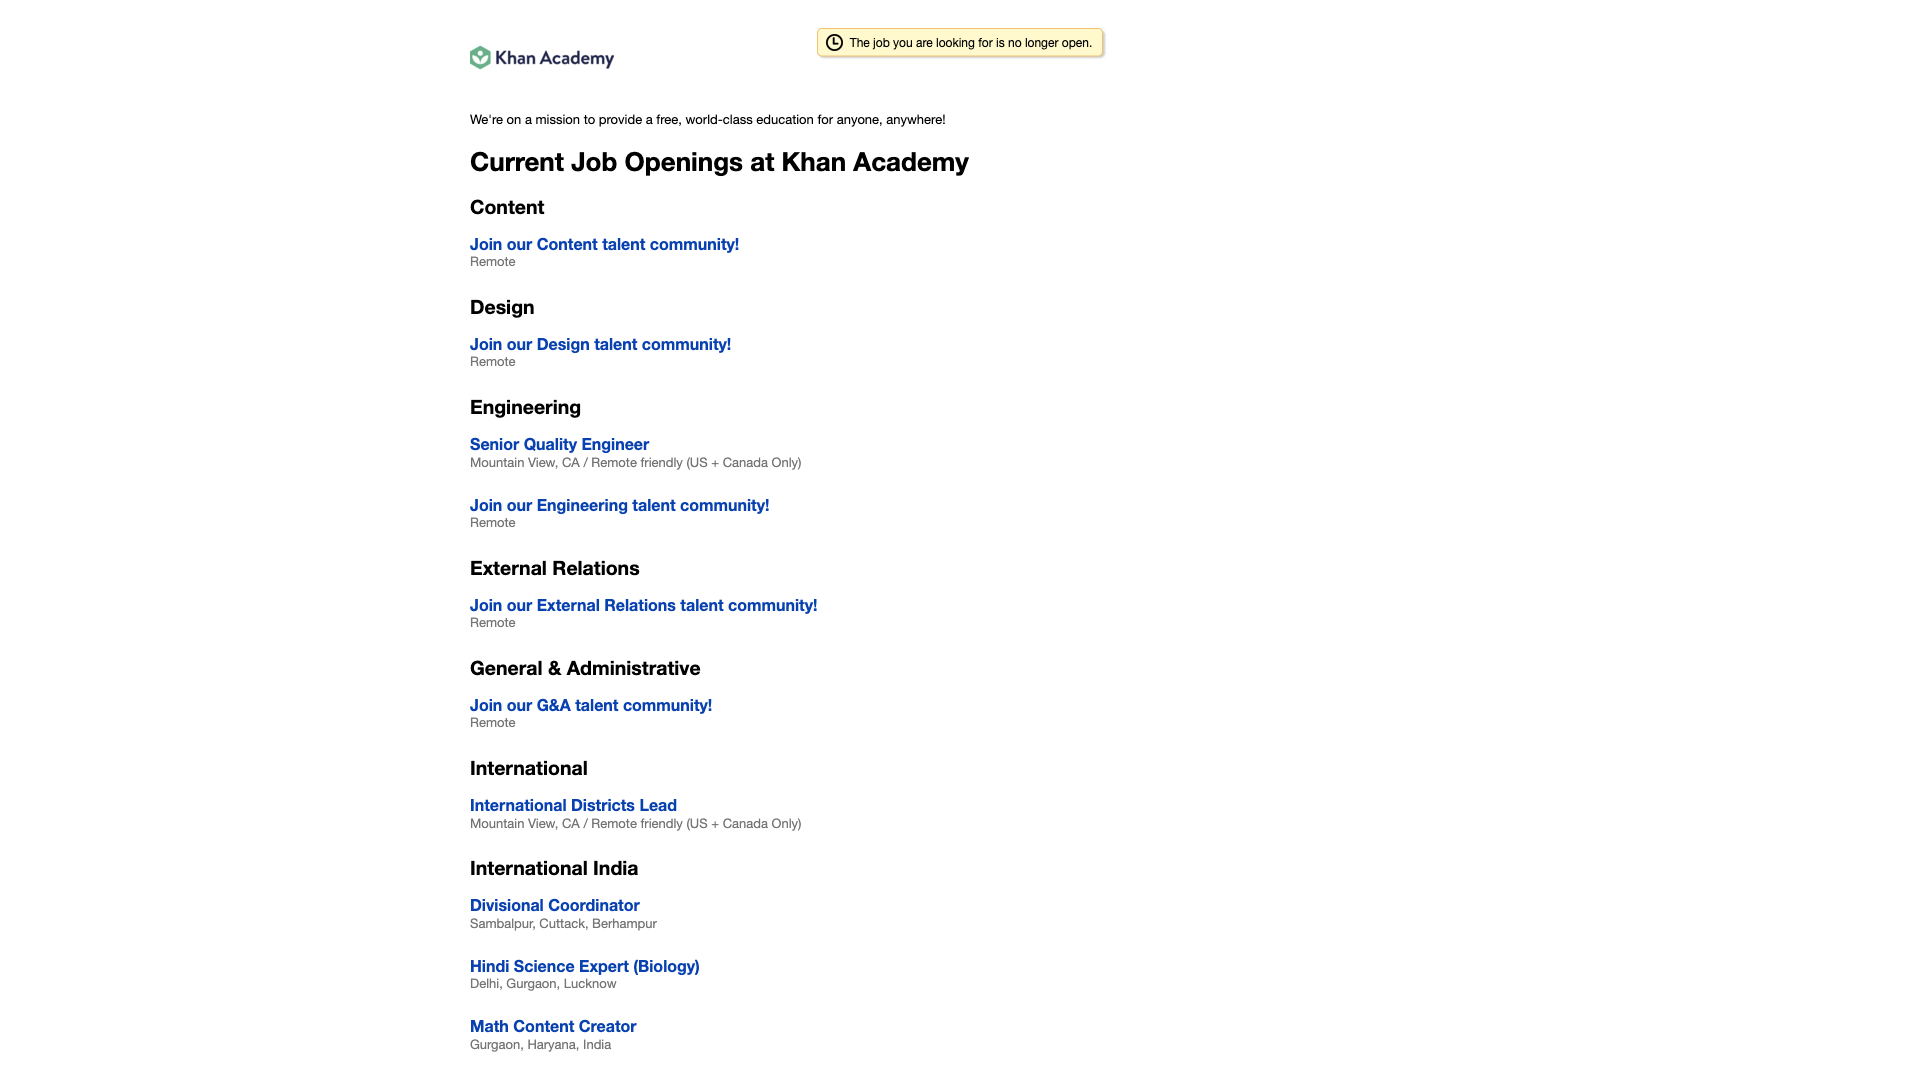 The job you are looking for is no longer open.
Khan Academy
We're on a mission to provide a free, world-class education for anyone, anywhere!
Current Job Openings at Khan Academy
Content
Join our Content talent community!
Remote
Design
Join our Design talent community!
Remote
Engineering
Senior Quality Engineer
Mountain View, CA / Remote friendly (US + Canada Only)
Join our Engineering talent community!
Remote
External Relations
Join our External Relations talent community!
Remote
General & Administrative
Join our G&A talent community!
Remote
International
International Districts Lead
Mountain View, CA / Remote friendly (US + Canada Only)
International India
Divisional Coordinator
Sambalpur, Cuttack, Berhampur
Hindi Science Expert (Biology)
Delhi, Gurgaon, Lucknow
Math Content Creator
Gurgaon, Haryana, India